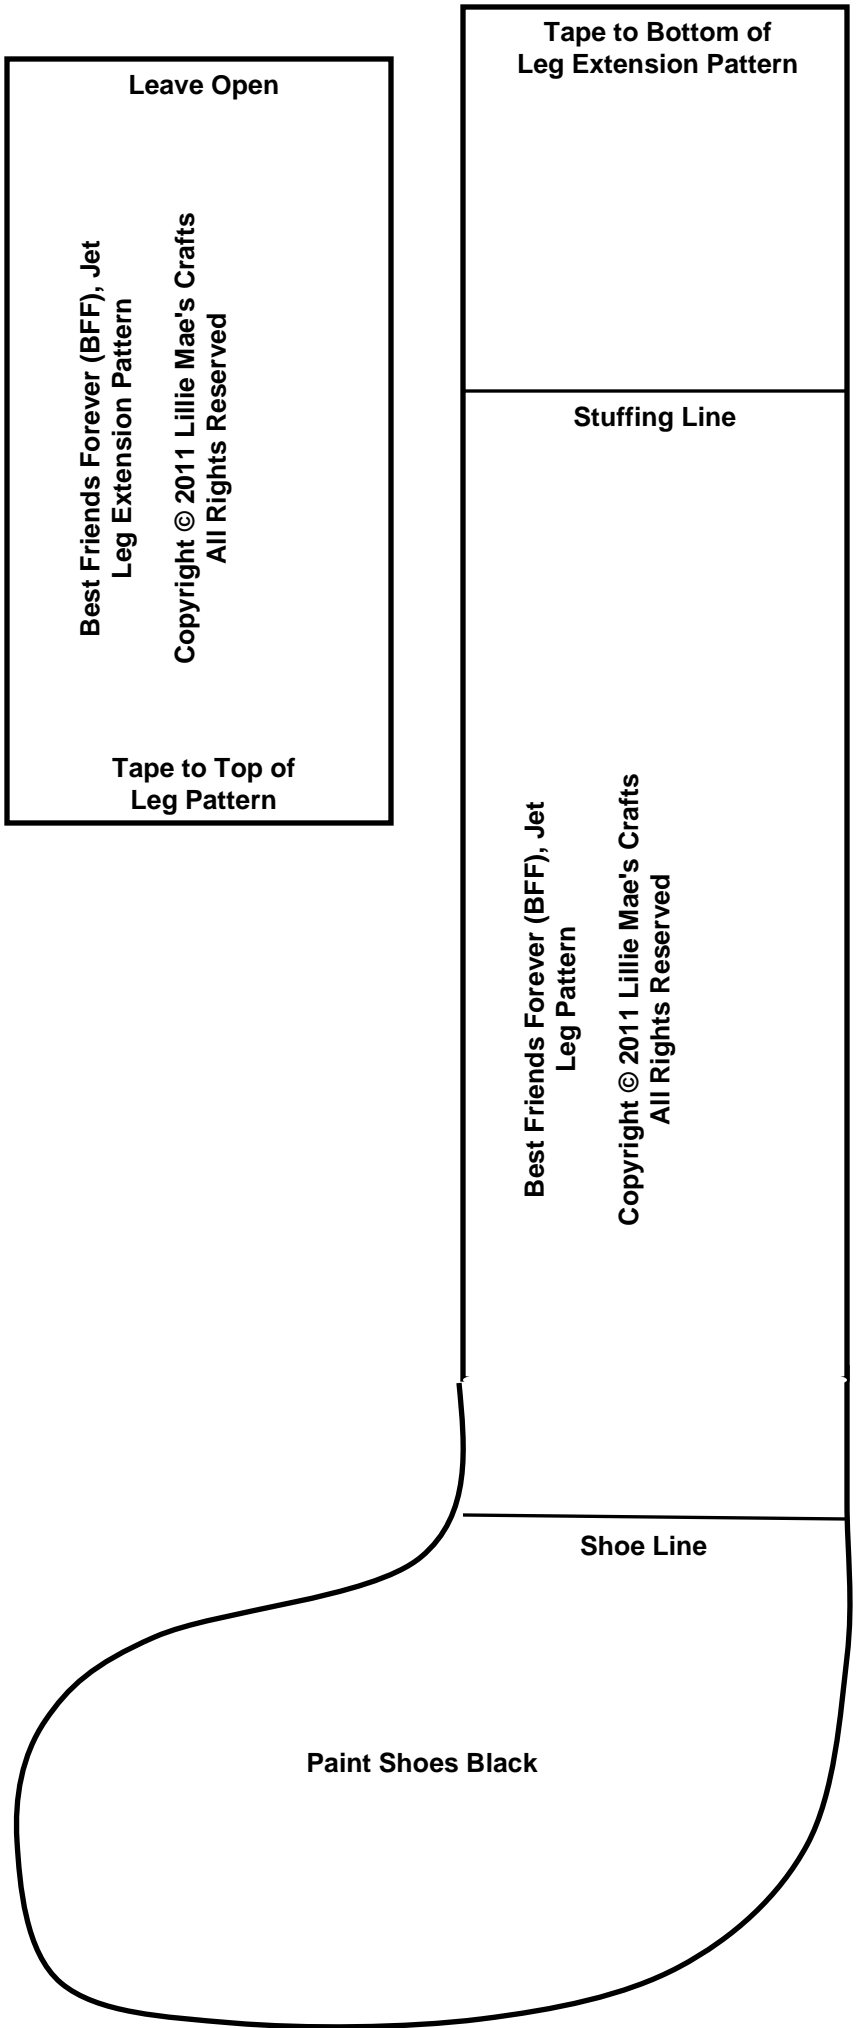 Leave Open
Best Friends Forever (BFF), Jet
Leg Extension Pattern
Copyright © 2011 Lillie Mae's Crafts
All Rights Reserved
Tape to Top of
Leg Pattern
Tape to Bottom of
Leg Extension Pattern
Stuffing Line
Best Friends Forever (BFF), Jet
Leg Pattern
Copyright © 2011 Lillie Mae's Crafts
All Rights Reserved
Shoe Line
Paint Shoes Black